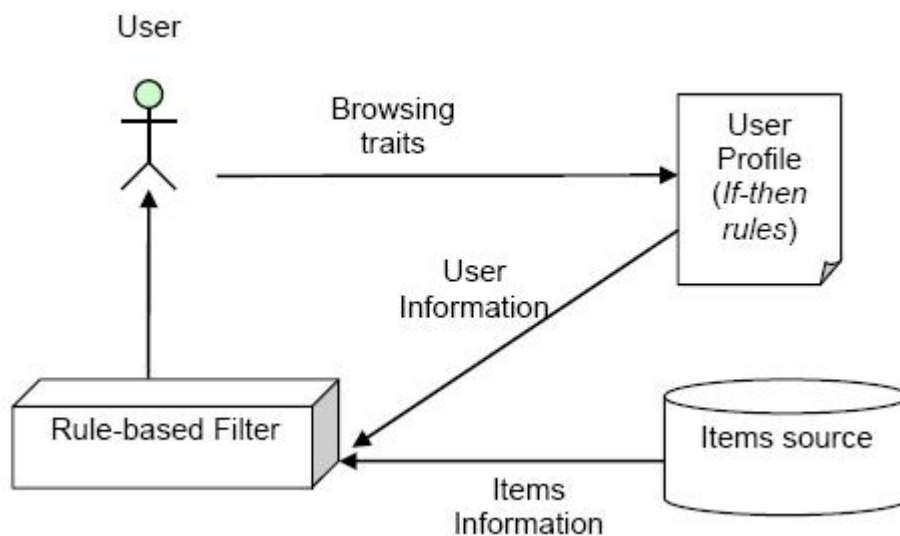 User
Browsing
traits
User
Profile
(If-then
rules)
User
Information
Rule-based Filter
Items source
Items
Information